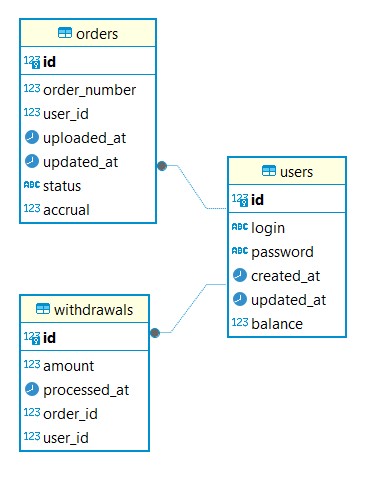 orders
123 id
123 order_number
123 user_id
uploaded_at
updated_at
ABC status
123 accrual
users
123 id
ABC login
ABC password
created_at
updated_at
123 balance
withdrawals
123 id
123 amount
processed_at
123 order_id
123 user_id